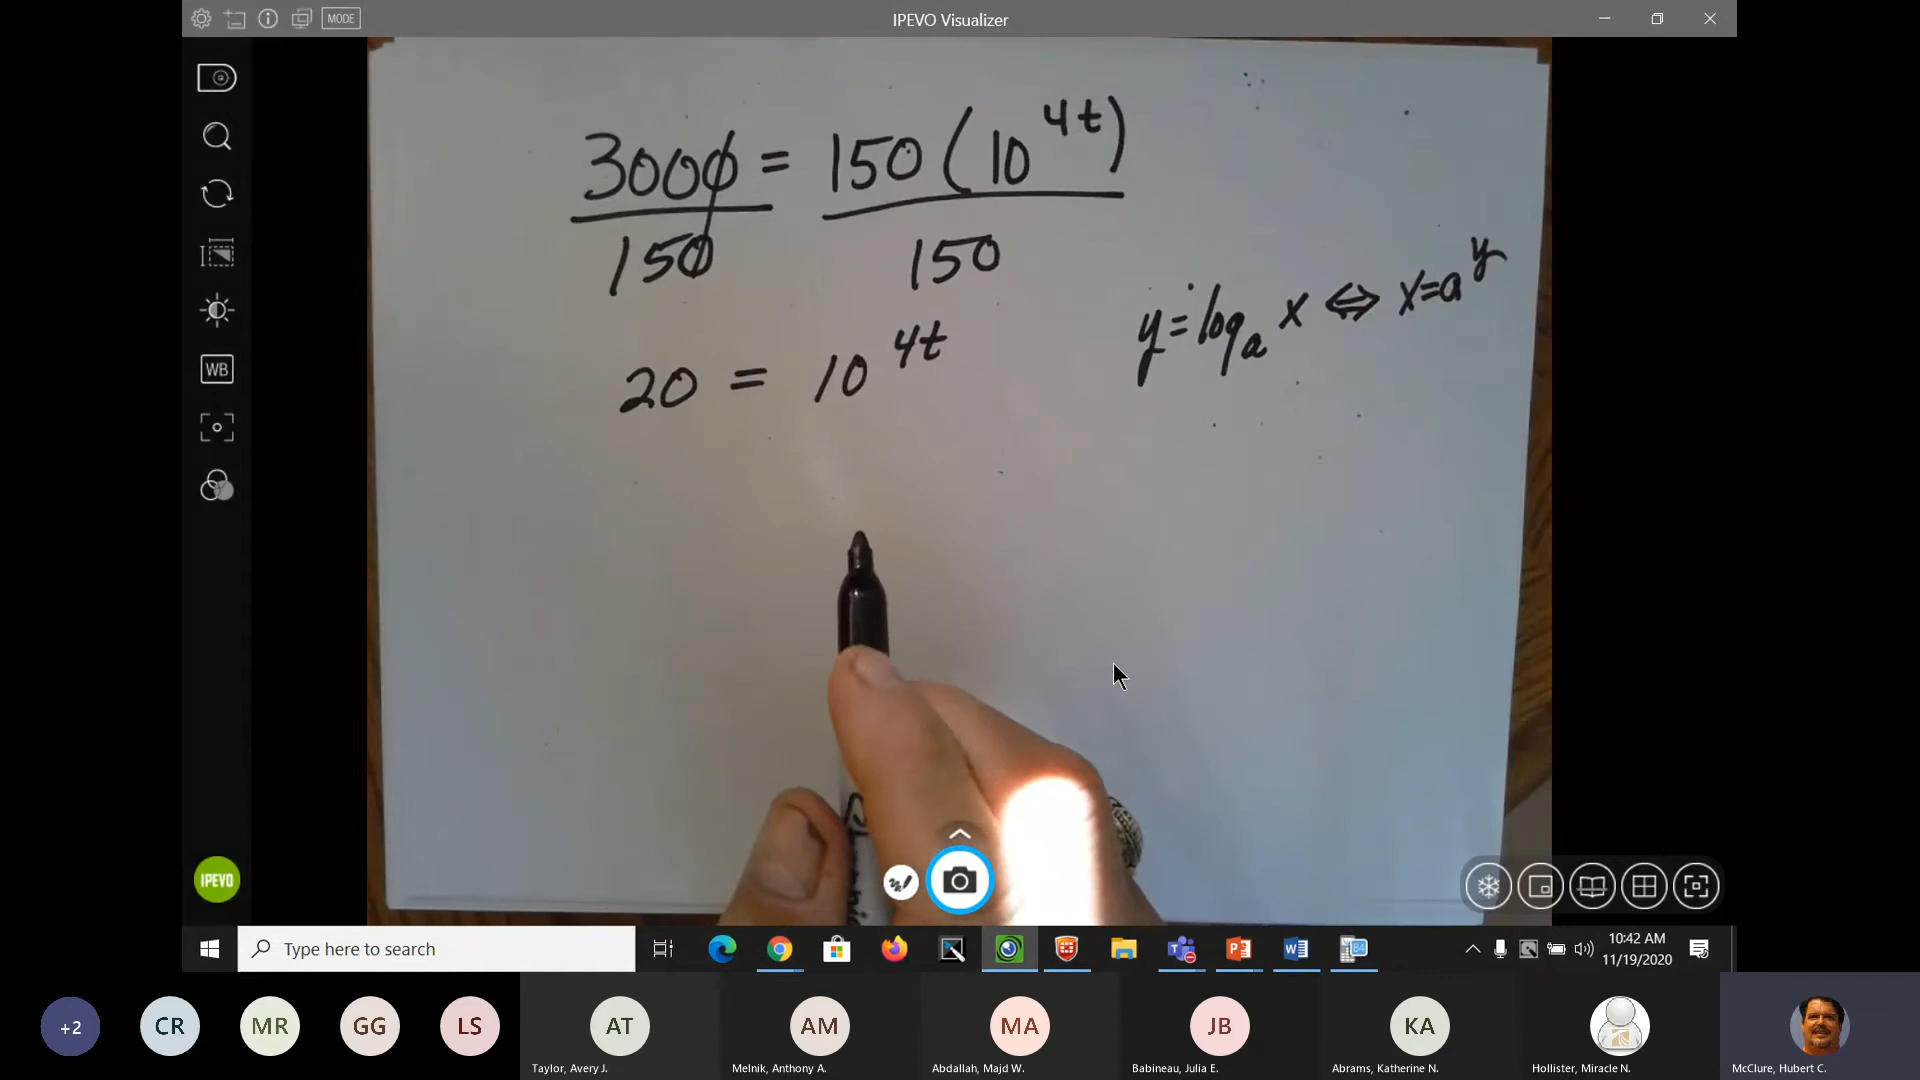 MODE
IPEVO Visualizer
3000 = 150 (10^4t)
150 150
y = log_a x ⇔ x = a^y
20 = 10^4t
WB
IPEVO
Type here to search
10:42 AM
11/19/2020
+2
CR
MR
GG
LS
AT
AM
MA
JB
KA
Taylor, Avery J.
Melnik, Anthony A.
Abdallah, Majd W.
Babineau, Julia E.
Abrams, Katherine N.
Hollister, Miracle N.
McClure, Hubert C.